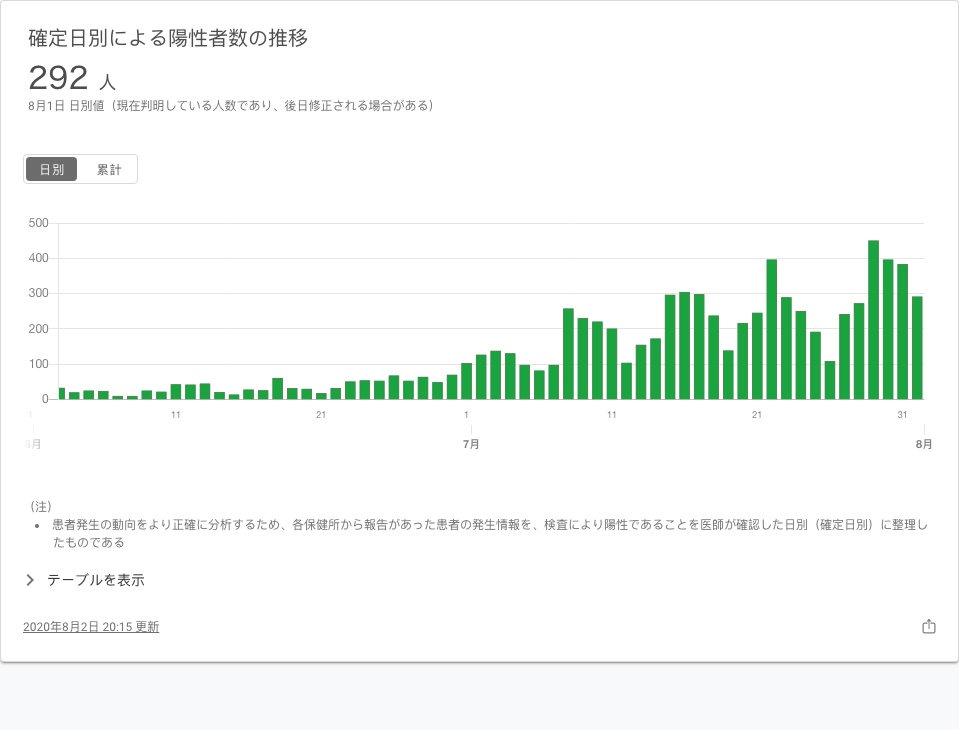 確定日別による陽性者数の推移
292 人
8月1日 日別値（現在判明している人数であり、後日修正される場合がある）
日別 累計
500
400
300
200
100
0
1 11 21 1 11 21 31
6月 7月 8月
（注）
• 患者発生の動向をより正確に分析するため、各保健所から報告があった患者の発生情報を、検査により陽性であることを医師が確認した日別（確定日別）に整理し
たものである
テーブルを表示
2020年8月2日 20:15 更新